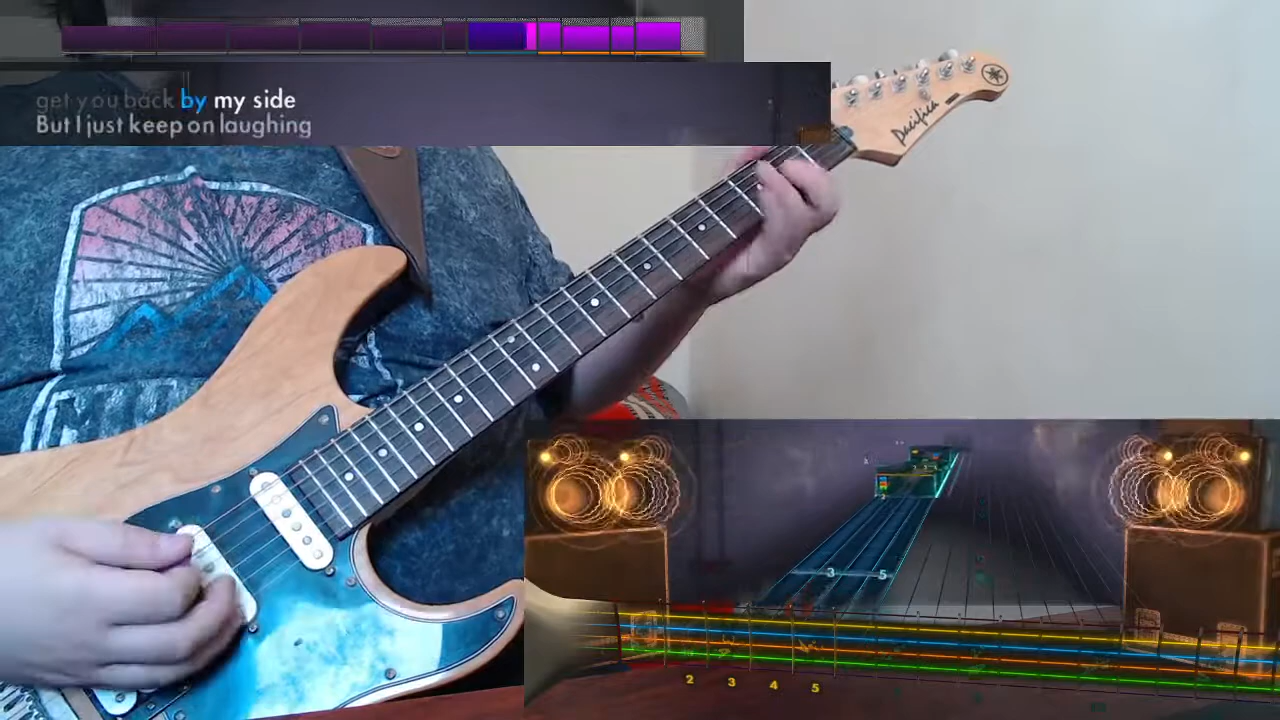 get you back by my side
But I just keep on laughing
Pacifica
3 5
2 3 4 5